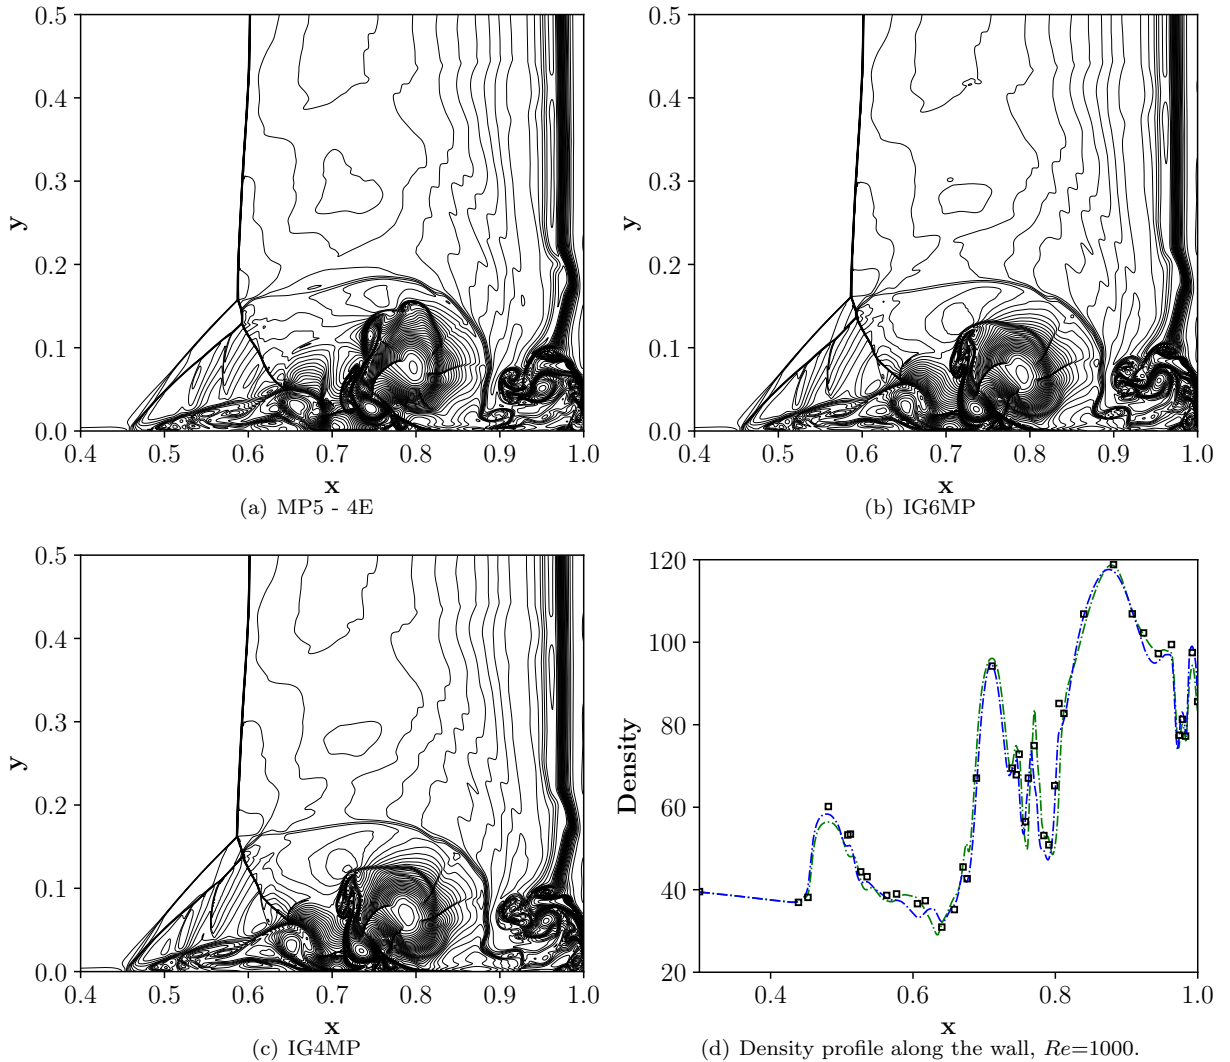 0.5
0.4
0.3
0.2
0.1
0.0
y
0.4 0.5 0.6 0.7 0.8 0.9 1.0
x
(a) MP5 - 4E
0.5
0.4
0.3
0.2
0.1
0.0
y
0.4 0.5 0.6 0.7 0.8 0.9 1.0
x
(b) IG6MP
0.5
0.4
0.3
0.2
0.1
0.0
y
0.4 0.5 0.6 0.7 0.8 0.9 1.0
x
(c) IG4MP
120
100
80
60
40
20
Density
0.4 0.6 0.8 1.0
x
(d) Density profile along the wall, Re=1000.